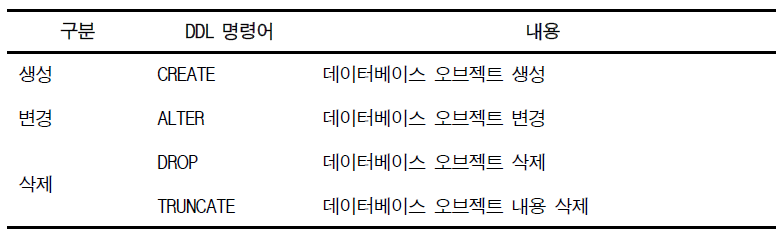 구분 DDL 명령어 내용
생성 CREATE 데이터베이스 오브젝트 생성
변경 ALTER 데이터베이스 오브젝트 변경
삭제 DROP 데이터베이스 오브젝트 삭제
TRUNCATE 데이터베이스 오브젝트 내용 삭제